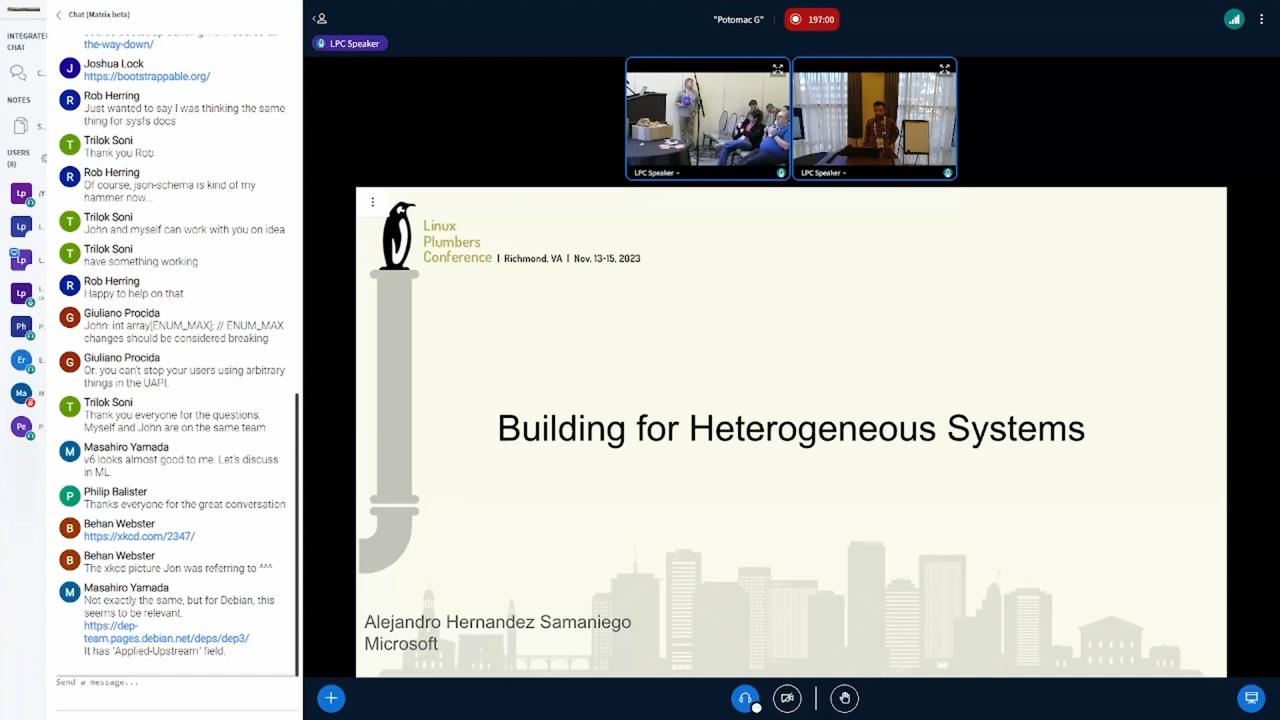 Chat [Matrix beta]
INTEGRATE
CHAT
C..
NOTES
S..
USERS
(8)
the-way-down/
Joshua Lock
https://bootstrappable.org/
Rob Herring
Just wanted to say I was thinking the same
thing for sysfs docs
Trilok Soni
Thank you Rob
Rob Herring
Of course, json-schema is kind of my
hammer now...
Trilok Soni
John and myself can work with you on idea
Trilok Soni
have something working
Rob Herring
Happy to help on that.
Giuliano Procida
John: int array[ENUM_MAX]; // ENUM_MAX
changes should be considered breaking
Giuliano Procida
Or: you can't stop your users using arbitrary
things in the UAPI.
Trilok Soni
Thank you everyone for the questions.
Myself and John are on the same team.
Masahiro Yamada
v6 looks almost good to me. Let's discuss
in ML.
Philip Balister
Thanks everyone for the great conversation
Behan Webster
https://xkcd.com/2347/
Behan Webster
The xkcd picture Jon was referring to ^^^
Masahiro Yamada
Not exactly the same, but for Debian, this
seems to be relevant.
https://dep-
team.pages.debian.net/deps/dep3/
It has 'Applied-Upstream' field.
Send a message...
"Potomac G"
197:00
LPC Speaker
LPC Speaker
LPC Speaker
Linux
Plumbers
Conference | Richmond, VA | Nov. 13-15, 2023
Building for Heterogeneous Systems
Alejandro Hernandez Samaniego
Microsoft